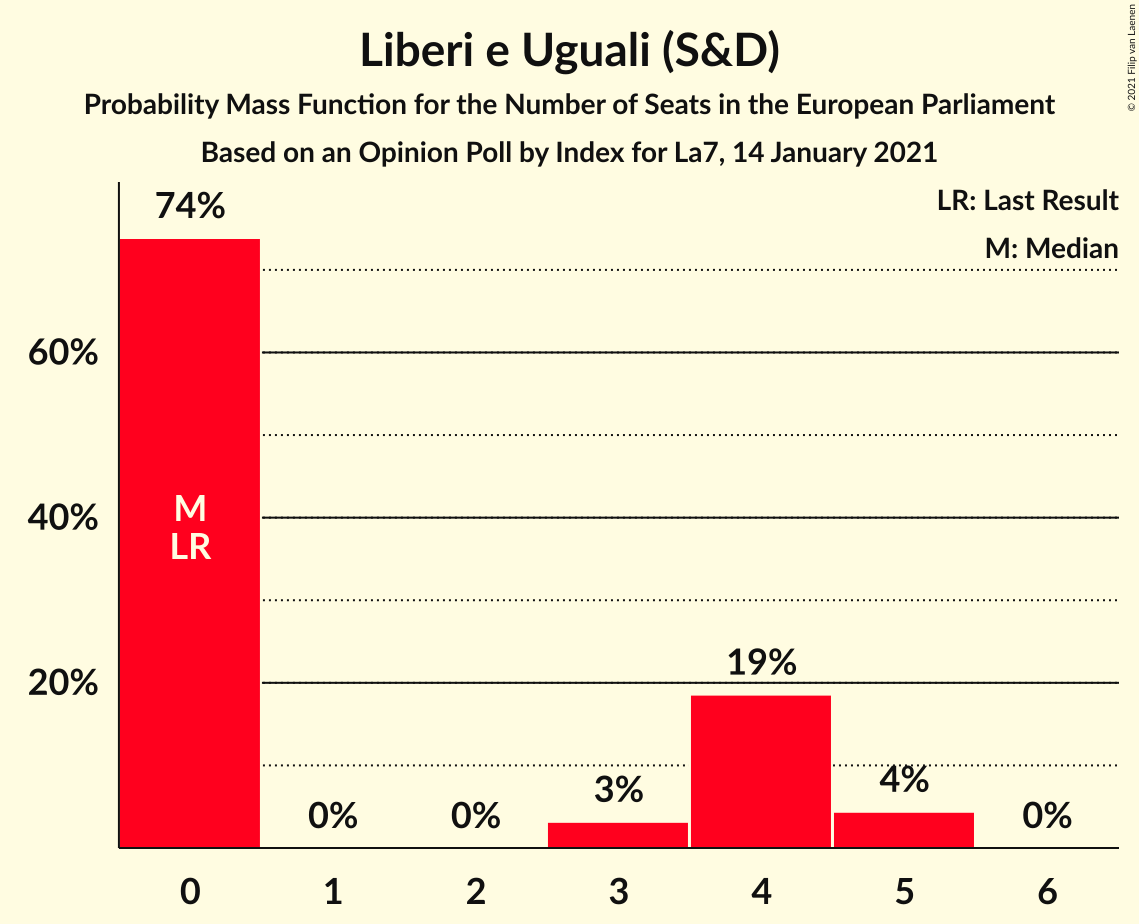 Liberi e Uguali (S&D)
Probability Mass Function for the Number of Seats in the European Parliament
Based on an Opinion Poll by Index for La7, 14 January 2021
© 2021 Filip van Laenen
LR: Last Result
M: Median
74%
60%
40%
20%
M
LR
0%
0%
3%
19%
4%
0%
0
1
2
3
4
5
6